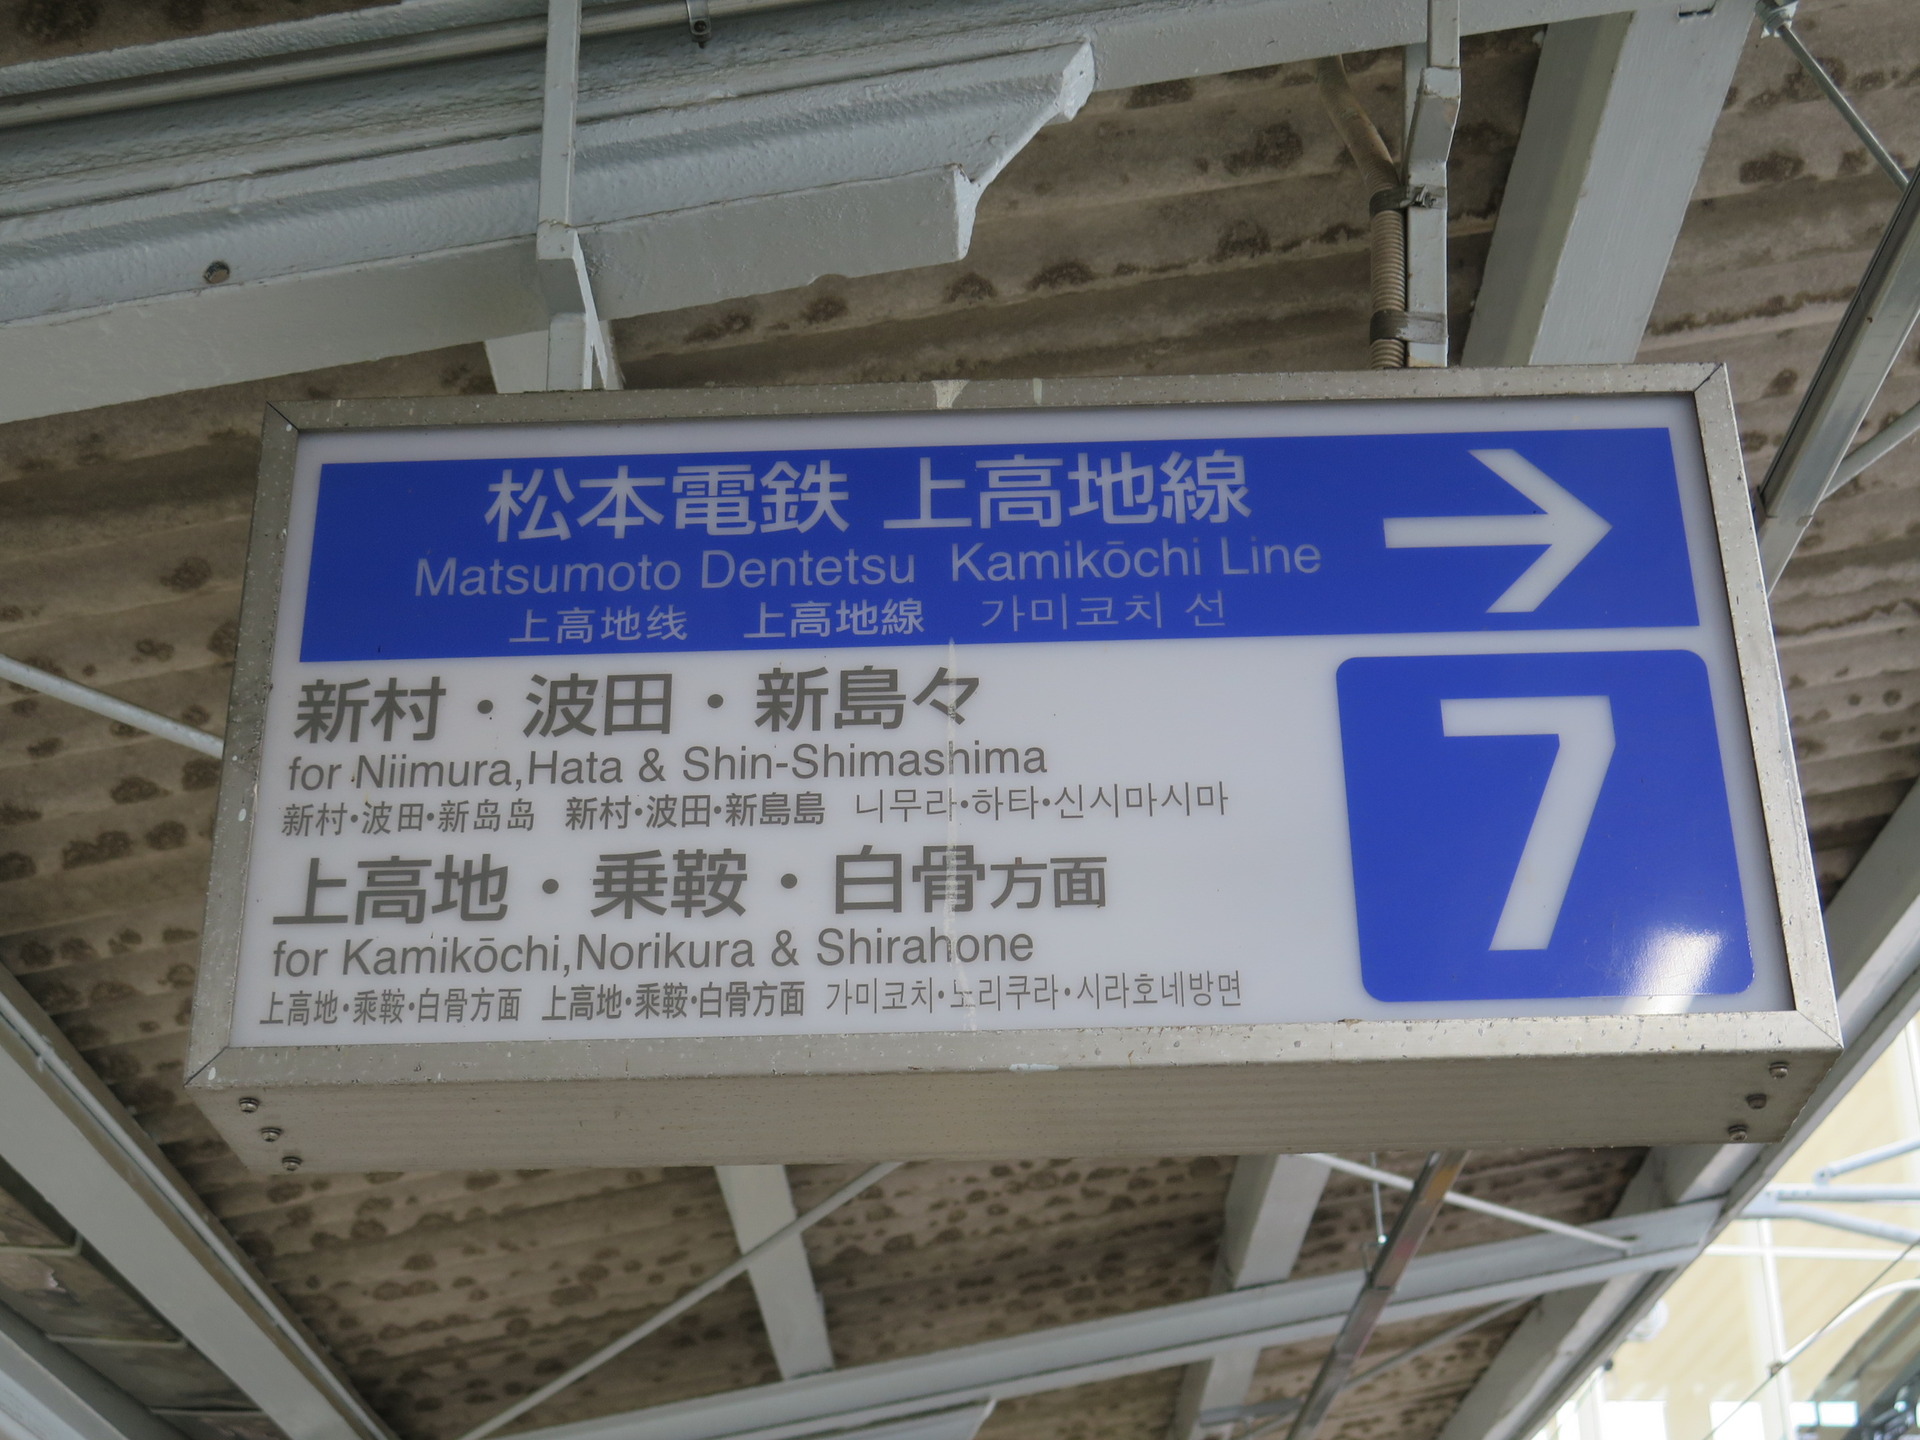 松本電鉄 上高地線
Matsumoto Dentetsu Kamikōchi Line
上高地线 上高地線 가미코치 선
新村・波田・新島々
for Niimura,Hata & Shin-Shimashima
新村・波田・新岛岛 新村・波田・新島島 니무라・하타・신시마시마
7
上高地・乗鞍・白骨方面
for Kamikōchi,Norikura & Shirahone
上高地・乘鞍・白骨方面 上高地・乘鞍・白骨方面 가미코치・노리쿠라・시라호네방면